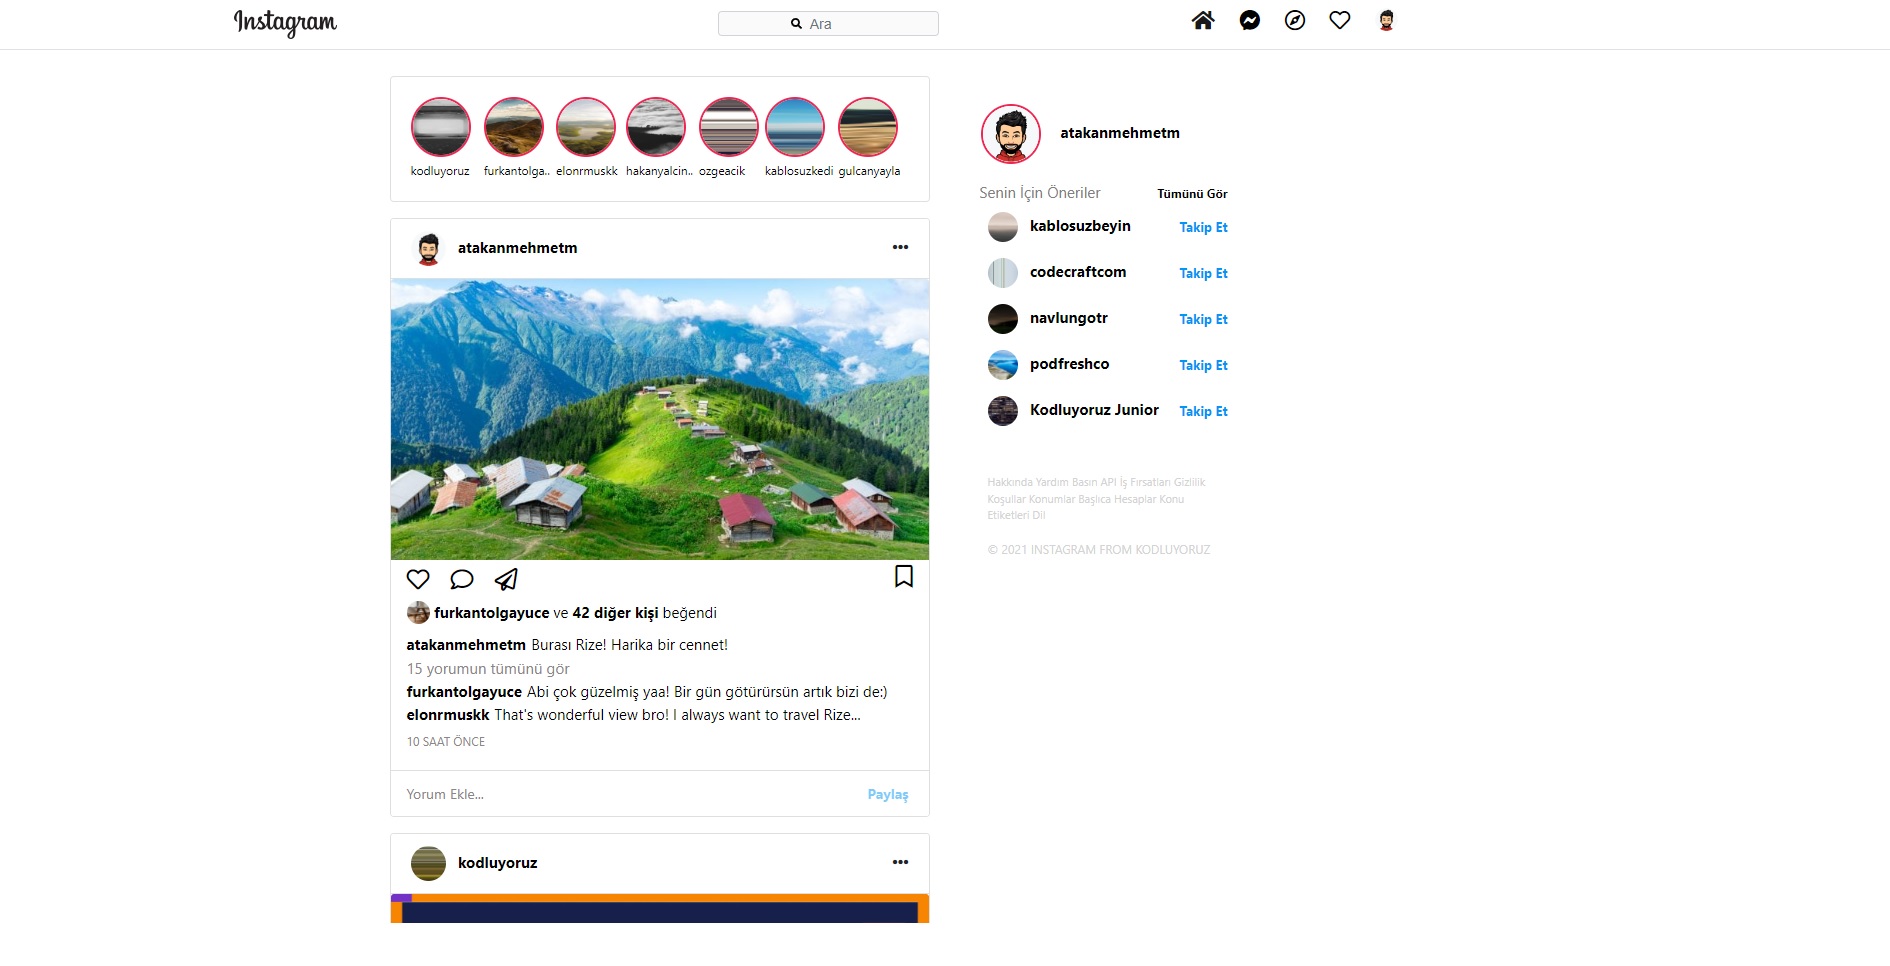 Instagram
Ara
kodluyoruz furkantolga.. elonrmuskk hakanyalcin.. ozgeacik kablosuzkedi gulcanyayla
atakanmehmetm
Senin İçin Öneriler Tümünü Gör
kablosuzbeyin Takip Et
codecraftcom Takip Et
navlungotr Takip Et
podfreshco Takip Et
Kodluyoruz Junior Takip Et
Hakkında Yardım Basın API İş Fırsatları Gizlilik
Koşullar Konumlar Başlıca Hesaplar Konu
Etiketleri Dil
© 2021 INSTAGRAM FROM KODLUYORUZ
atakanmehmetm
furkantolgayuce ve 42 diğer kişi beğendi
atakanmehmetm Burası Rize! Harika bir cennet!
15 yorumun tümünü gör
furkantolgayuce Abi çok güzelmiş yaa! Bir gün götürürsün artık bizi de:)
elonrmuskk That's wonderful view bro! I always want to travel Rize...
10 SAAT ÖNCE
Yorum Ekle... Paylaş
kodluyoruz